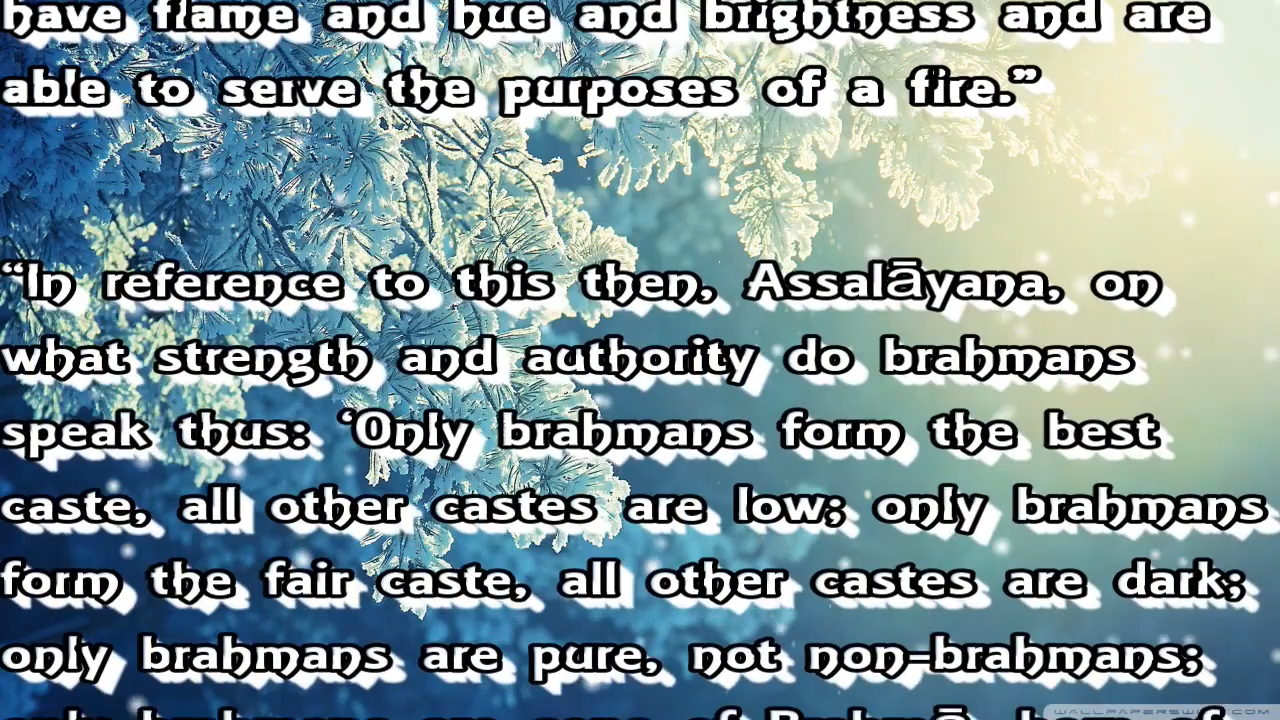 have flame and hue and brightness and are
able to serve the purposes of a fire.”
“In reference to this then, Assalāyana, on
what strength and authority do brahmans
speak thus: ‘Only brahmans form the best
caste, all other castes are low; only brahmans
form the fair caste, all other castes are dark;
only brahmans are pure, not non-brahmans;